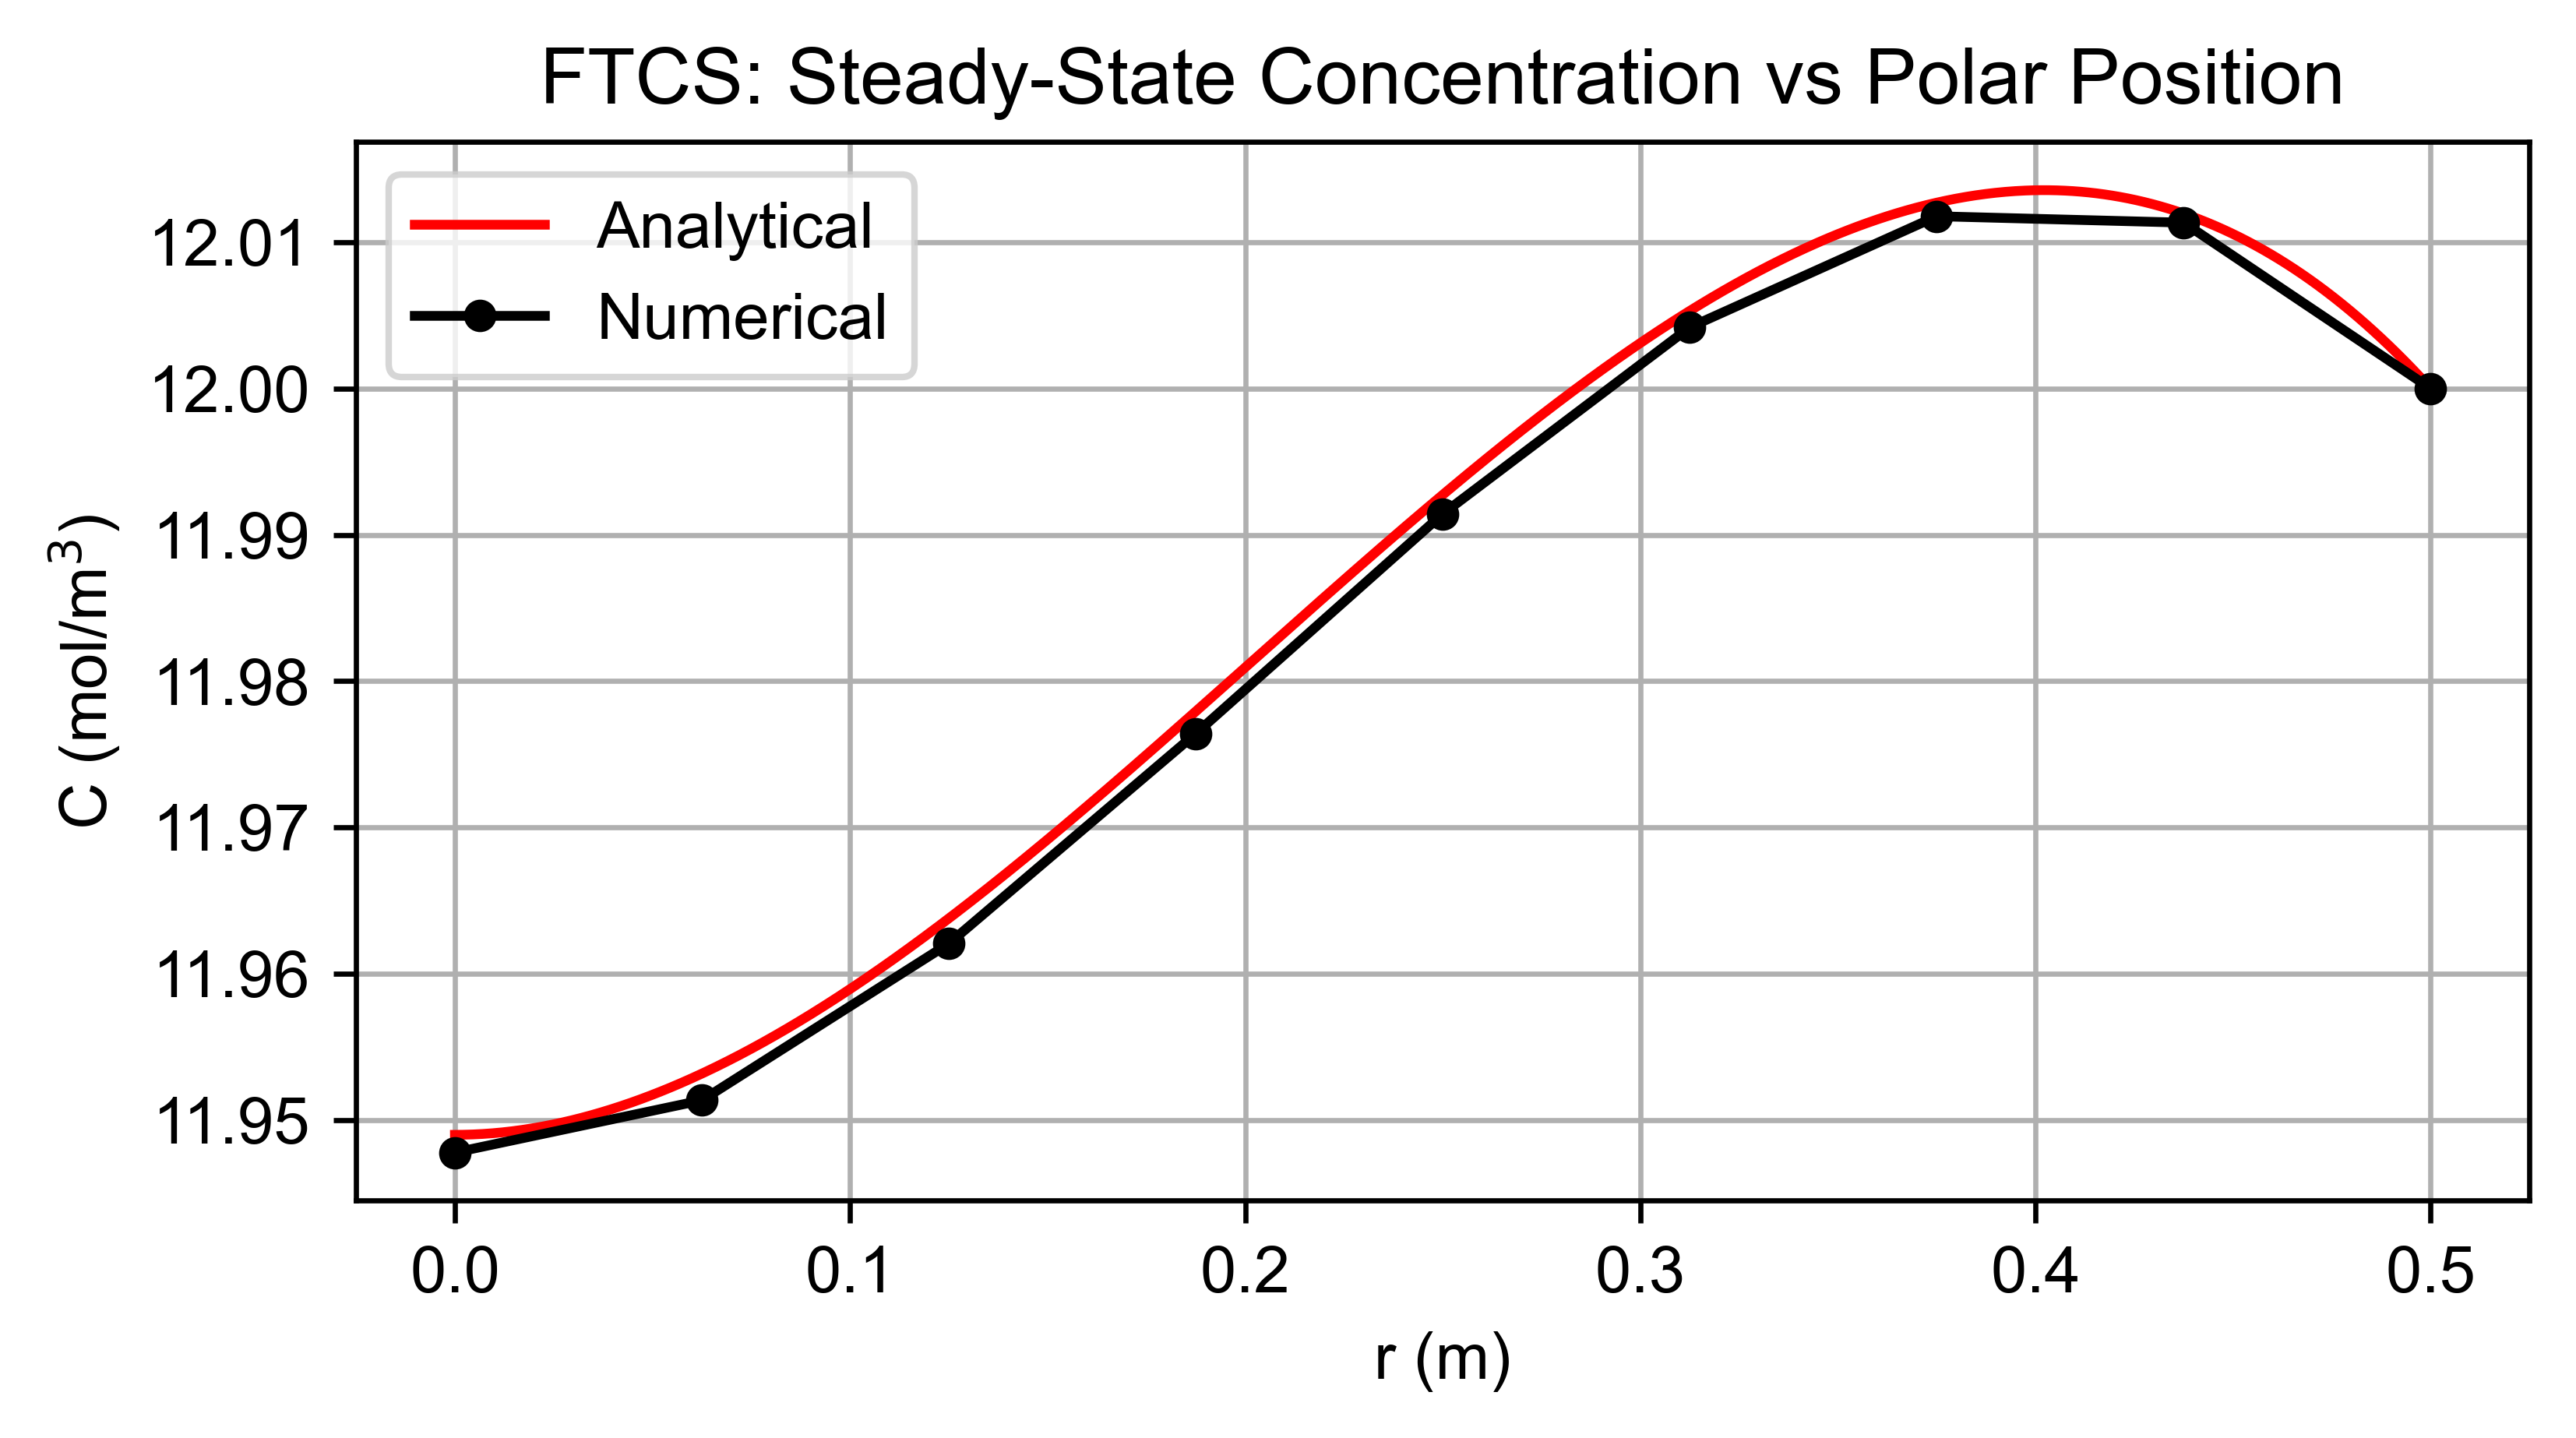 FTCS: Steady-State Concentration vs Polar Position
Analytical
Numerical
12.01
12.00
11.99
11.98
11.97
11.96
11.95
C (mol/m³)
0.0 0.1 0.2 0.3 0.4 0.5
r (m)